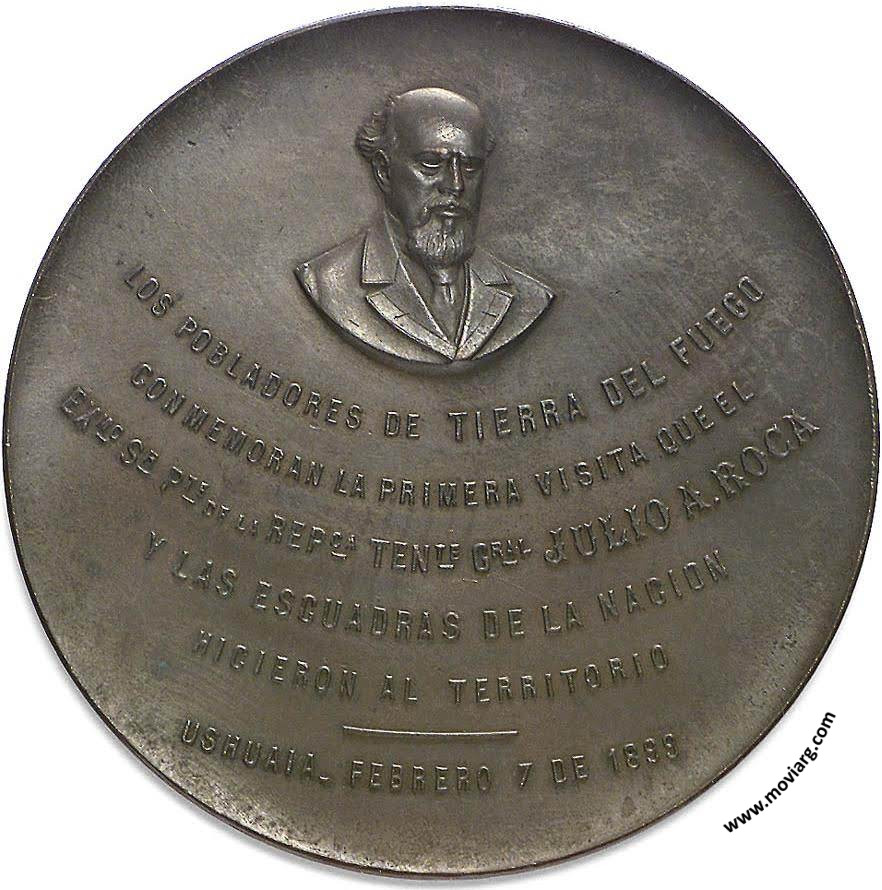 LOS POBLADORES DE TIERRA DEL FUEGO
CONMEMORAN LA PRIMERA VISITA QUE EL
EXMO SR PTE DE LA REPCA TENTE GRAL JULIO A. ROCA
Y LAS ESCUADRAS DE LA NACION
HICIERON AL TERRITORIO
USHUAIA_ FEBRERO 7 DE 1899
www.moviarg.com